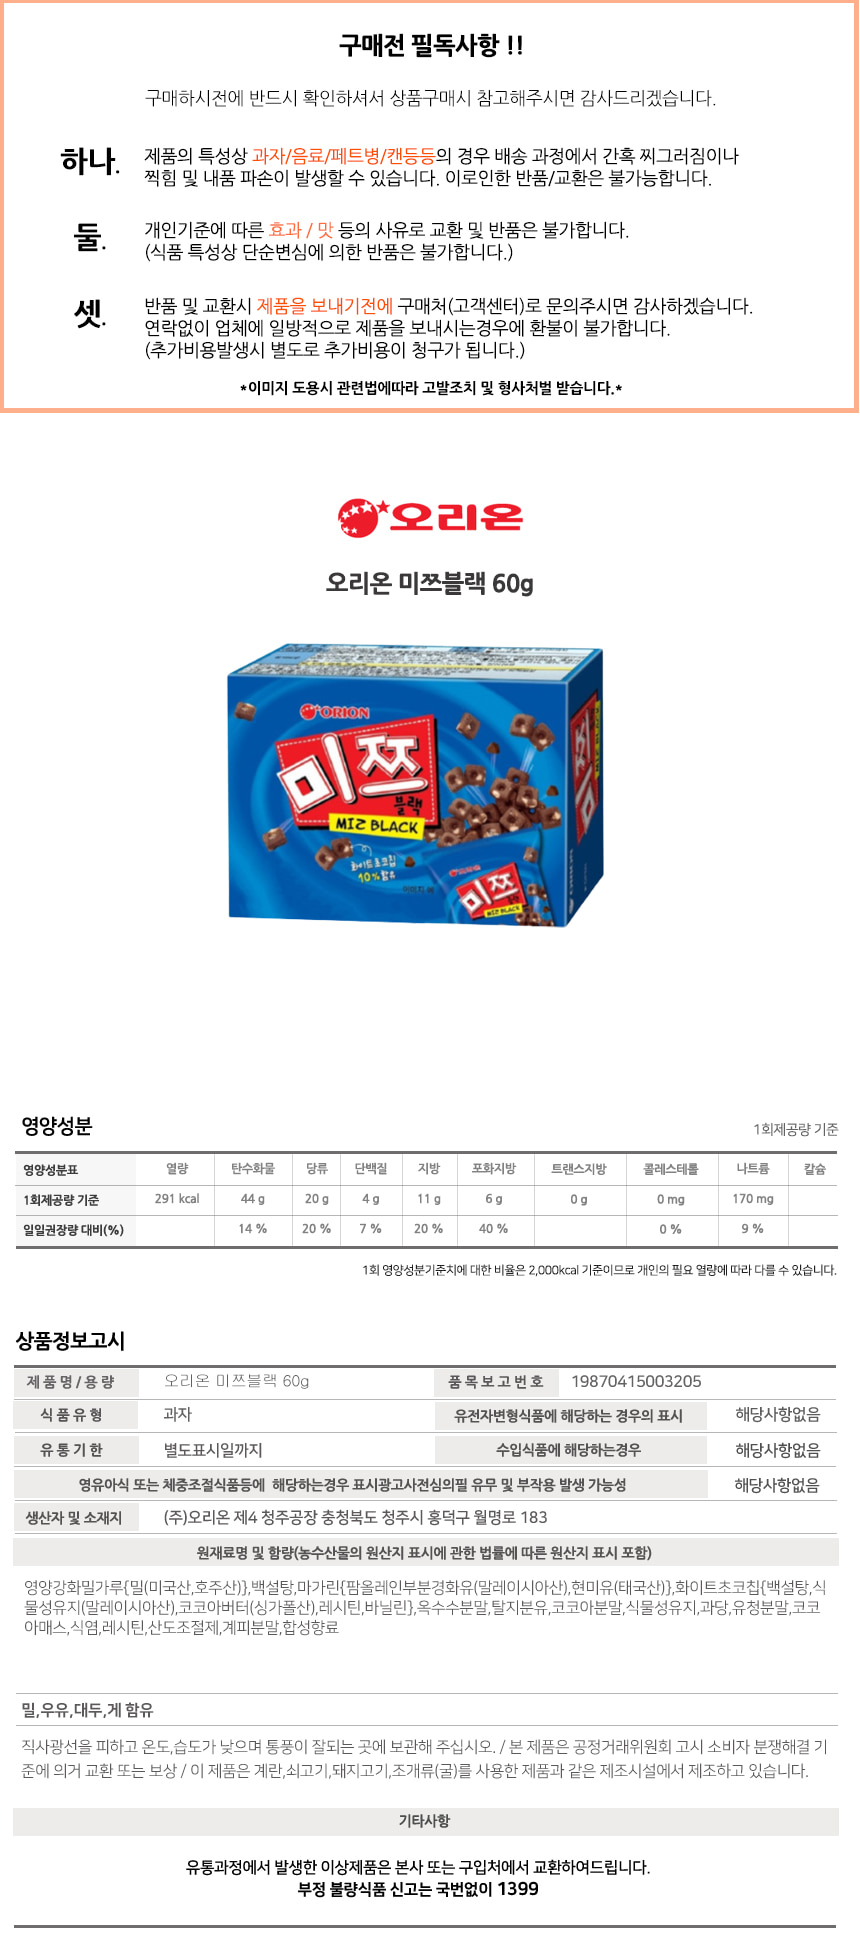 구매전 필독사항 !!
구매하시전에 반드시 확인하셔서 상품구매시 참고해주시면 감사드리겠습니다.
하나. 제품의 특성상 과자/음료/페트병/캔등등의 경우 배송 과정에서 간혹 찌그러짐이나
찍힘 및 내품 파손이 발생할 수 있습니다. 이로인한 반품/교환은 불가능합니다.
둘. 개인기준에 따른 효과 / 맛 등의 사유로 교환 및 반품은 불가합니다.
(식품 특성상 단순변심에 의한 반품은 불가합니다.)
셋. 반품 및 교환시 제품을 보내기전에 구매처(고객센터)로 문의주시면 감사하겠습니다.
연락없이 업체에 일방적으로 제품을 보내시는경우에 환불이 불가합니다.
(추가비용발생시 별도로 추가비용이 청구가 됩니다.)
*이미지 도용시 관련법에따라 고발조치 및 형사처벌 받습니다.*
오리온
오리온 미쯔블랙 60g
ORION
미쯔
블랙
MIZ BLACK
화이트초코칩
10% 함유
미쯔
MIZ BLACK
미쯔
MIZ BLACK
영양성분 1회제공량 기준
영양성분표 열량 탄수화물 당류 단백질 지방 포화지방 트랜스지방 콜레스테롤 나트륨 칼슘
1회제공량 기준 291 kcal 44 g 20 g 4 g 11 g 6 g 0 g 0 mg 170 mg
일일권장량 대비(%) 14 % 20 % 7 % 20 % 40 % 0 % 9 %
1회 영양성분기준치에 대한 비율은 2,000kcal 기준이므로 개인의 필요 열량에 따라 다를 수 있습니다.
상품정보고시
제품명/용량 오리온 미쯔블랙 60g 품목보고번호 19870415003205
식품유형 과자 유전자변형식품에 해당하는 경우의 표시 해당사항없음
유통기한 별도표시일까지 수입식품에 해당하는경우 해당사항없음
영유아식 또는 체중조절식품등에 해당하는경우 표시광고사전심의필 유무 및 부작용 발생 가능성 해당사항없음
생산자 및 소재지 (주)오리온 제4 청주공장 충청북도 청주시 흥덕구 월명로 183
원재료명 및 함량(농수산물의 원산지 표시에 관한 법률에 따른 원산지 표시 포함)
영양강화밀가루{밀(미국산,호주산)},백설탕,마가린{팜올레인부분경화유(말레이시아산),현미유(태국산)},화이트초코칩{백설탕,식
물성유지(말레이시아산),코코아버터(싱가폴산),레시틴,바닐린},옥수수분말,탈지분유,코코아분말,식물성유지,과당,유청분말,코코
아매스,식염,레시틴,산도조절제,계피분말,합성향료
밀,우유,대두,게 함유
직사광선을 피하고 온도,습도가 낮으며 통풍이 잘되는 곳에 보관해 주십시오. / 본 제품은 공정거래위원회 고시 소비자 분쟁해결 기
준에 의거 교환 또는 보상 / 이 제품은 계란,쇠고기,돼지고기,조개류(굴)를 사용한 제품과 같은 제조시설에서 제조하고 있습니다.
기타사항
유통과정에서 발생한 이상제품은 본사 또는 구입처에서 교환하여드립니다.
부정 불량식품 신고는 국번없이 1399